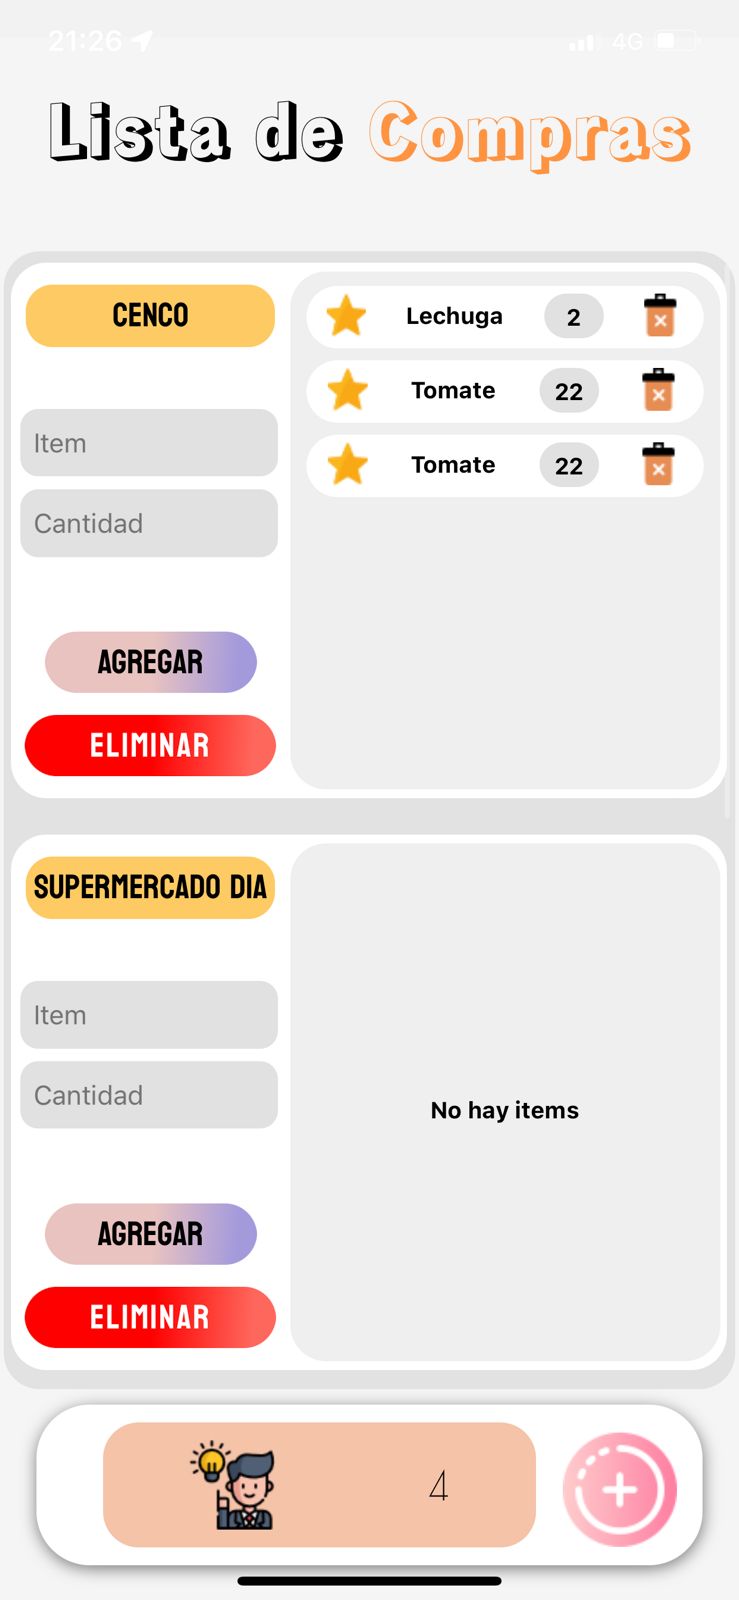 21:26
4G
Lista de Compras
CENCO
Item
Cantidad
AGREGAR
ELIMINAR
Lechuga 2
Tomate 22
Tomate 22
SUPERMERCADO DIA
Item
Cantidad
AGREGAR
ELIMINAR
No hay items
4